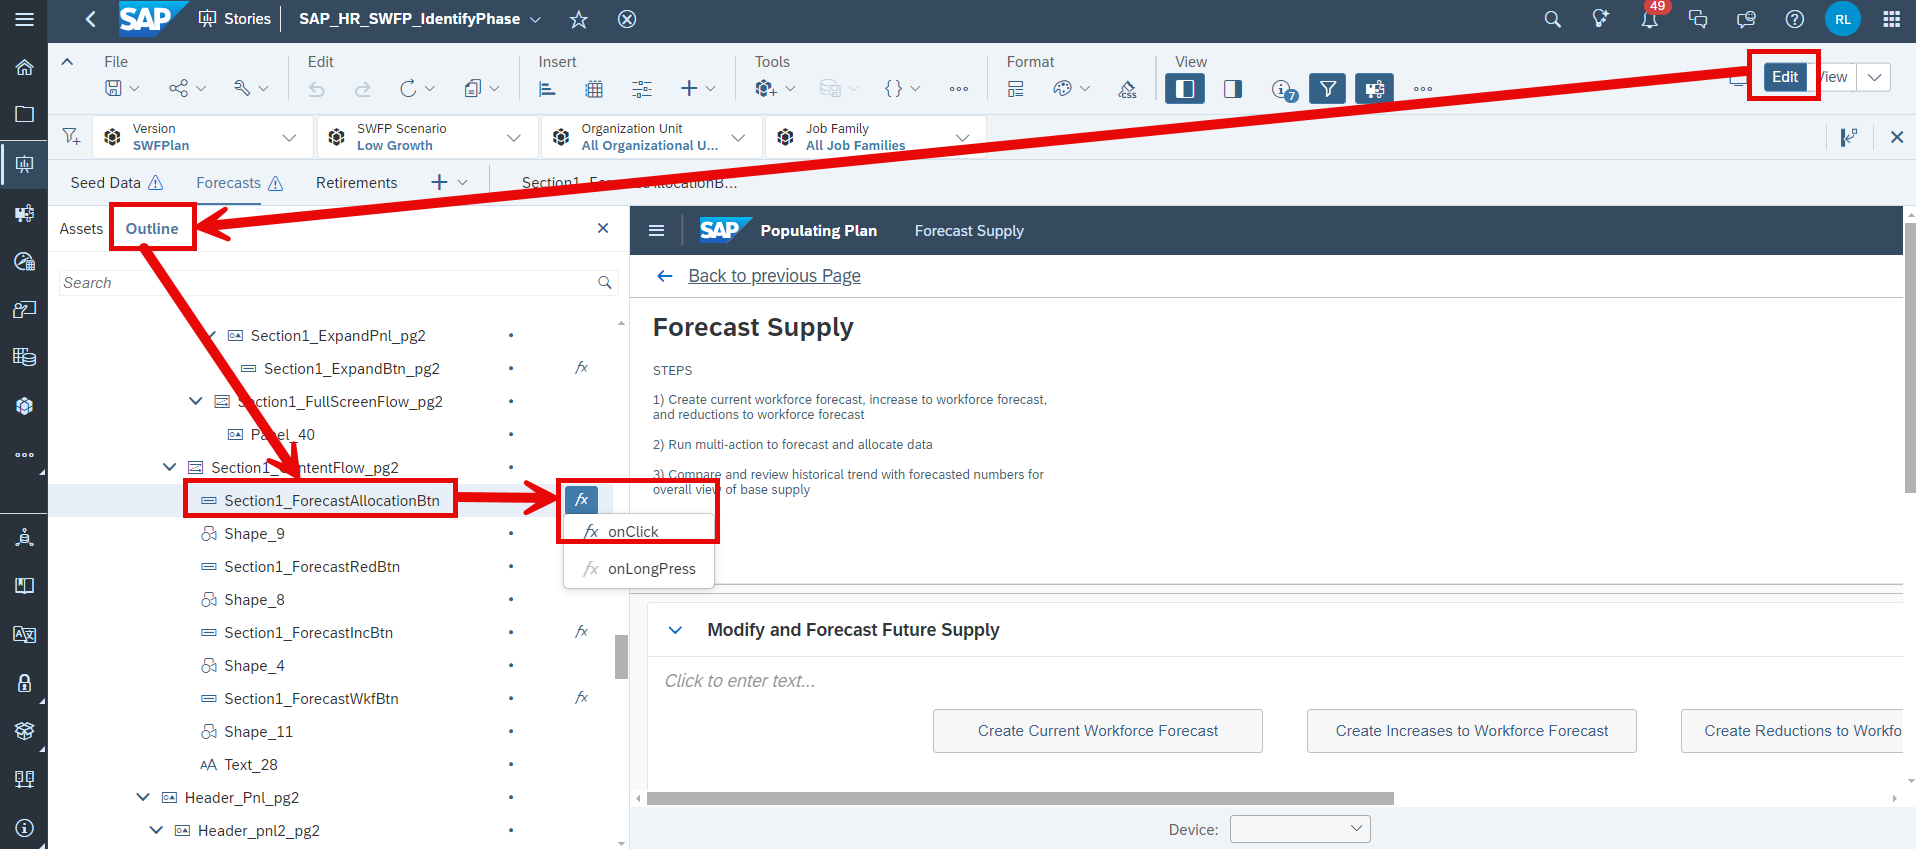 SAP Stories SAP_HR_SWFP_IdentifyPhase 49 RL
File Edit Insert Tools Format View
Edit View
7
CSS
Version
SWFPlan
SWFP Scenario
Low Growth
Organization Unit
All Organizational U...
Job Family
All Job Families
Seed Data Forecasts Retirements
Assets Outline
Search
Section1_ExpandPnl_pg2
Section1_ExpandBtn_pg2 fx
Section1_FullScreenFlow_pg2
Panel_40
Section1_ContentFlow_pg2
Section1_ForecastAllocationBtn fx
fx onClick
fx onLongPress
Shape_9
Section1_ForecastRedBtn
Shape_8
Section1_ForecastIncBtn fx
Shape_4
Section1_ForecastWkfBtn fx
Shape_11
AA Text_28
Header_Pnl_pg2
Header_pnl2_pg2
SAP Populating Plan Forecast Supply
Back to previous Page
Forecast Supply
STEPS
1) Create current workforce forecast, increase to workforce forecast,
and reductions to workforce forecast
2) Run multi-action to forecast and allocate data
3) Compare and review historical trend with forecasted numbers for
overall view of base supply
Modify and Forecast Future Supply
Click to enter text...
Create Current Workforce Forecast Create Increases to Workforce Forecast Create Reductions to Workfo
Device: